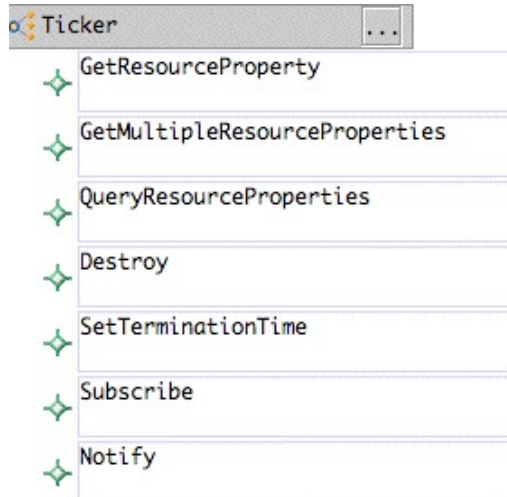 Ticker ...
GetResourceProperty
GetMultipleResourceProperties
QueryResourceProperties
Destroy
SetTerminationTime
Subscribe
Notify